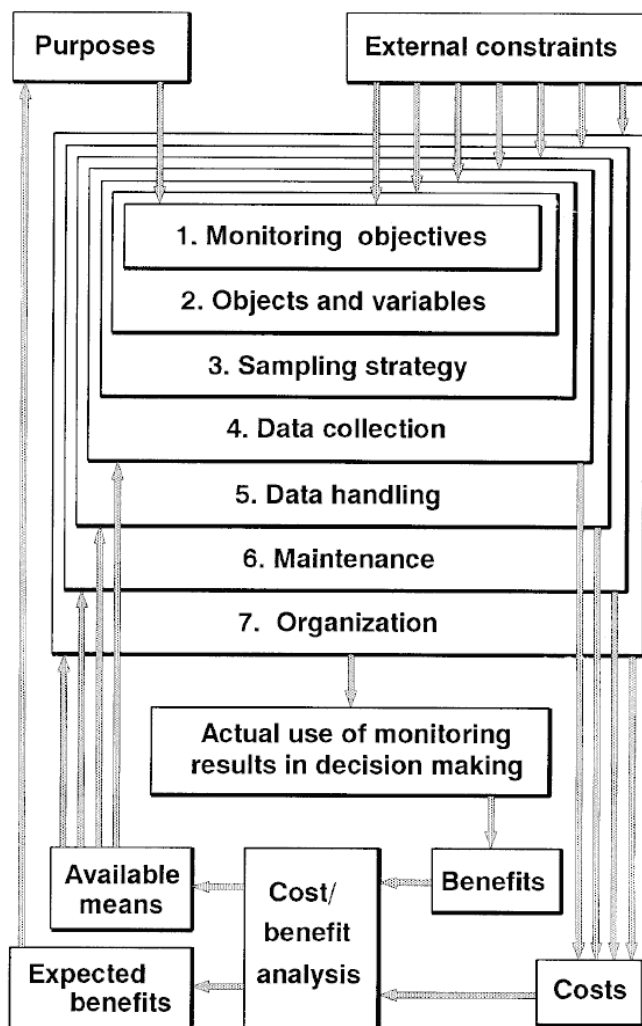 Purposes
External constraints
1. Monitoring objectives
2. Objects and variables
3. Sampling strategy
4. Data collection
5. Data handling
6. Maintenance
7. Organization
Actual use of monitoring
results in decision making
Available
means
Cost/
benefit
analysis
Benefits
Expected
benefits
Costs